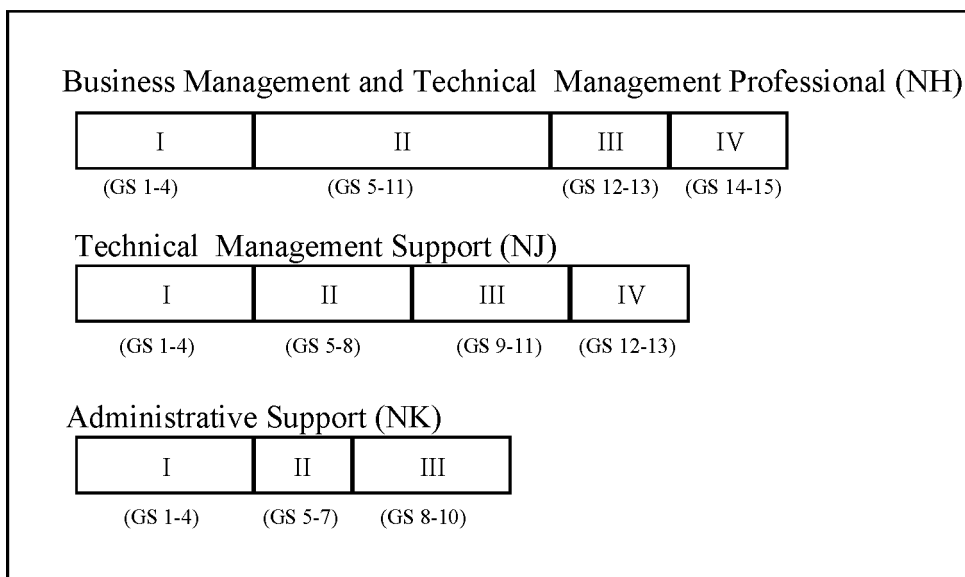 Business Management and Technical Management Professional (NH)
I II III IV
(GS 1-4) (GS 5-11) (GS 12-13) (GS 14-15)
Technical Management Support (NJ)
I II III IV
(GS 1-4) (GS 5-8) (GS 9-11) (GS 12-13)
Administrative Support (NK)
I II III
(GS 1-4) (GS 5-7) (GS 8-10)